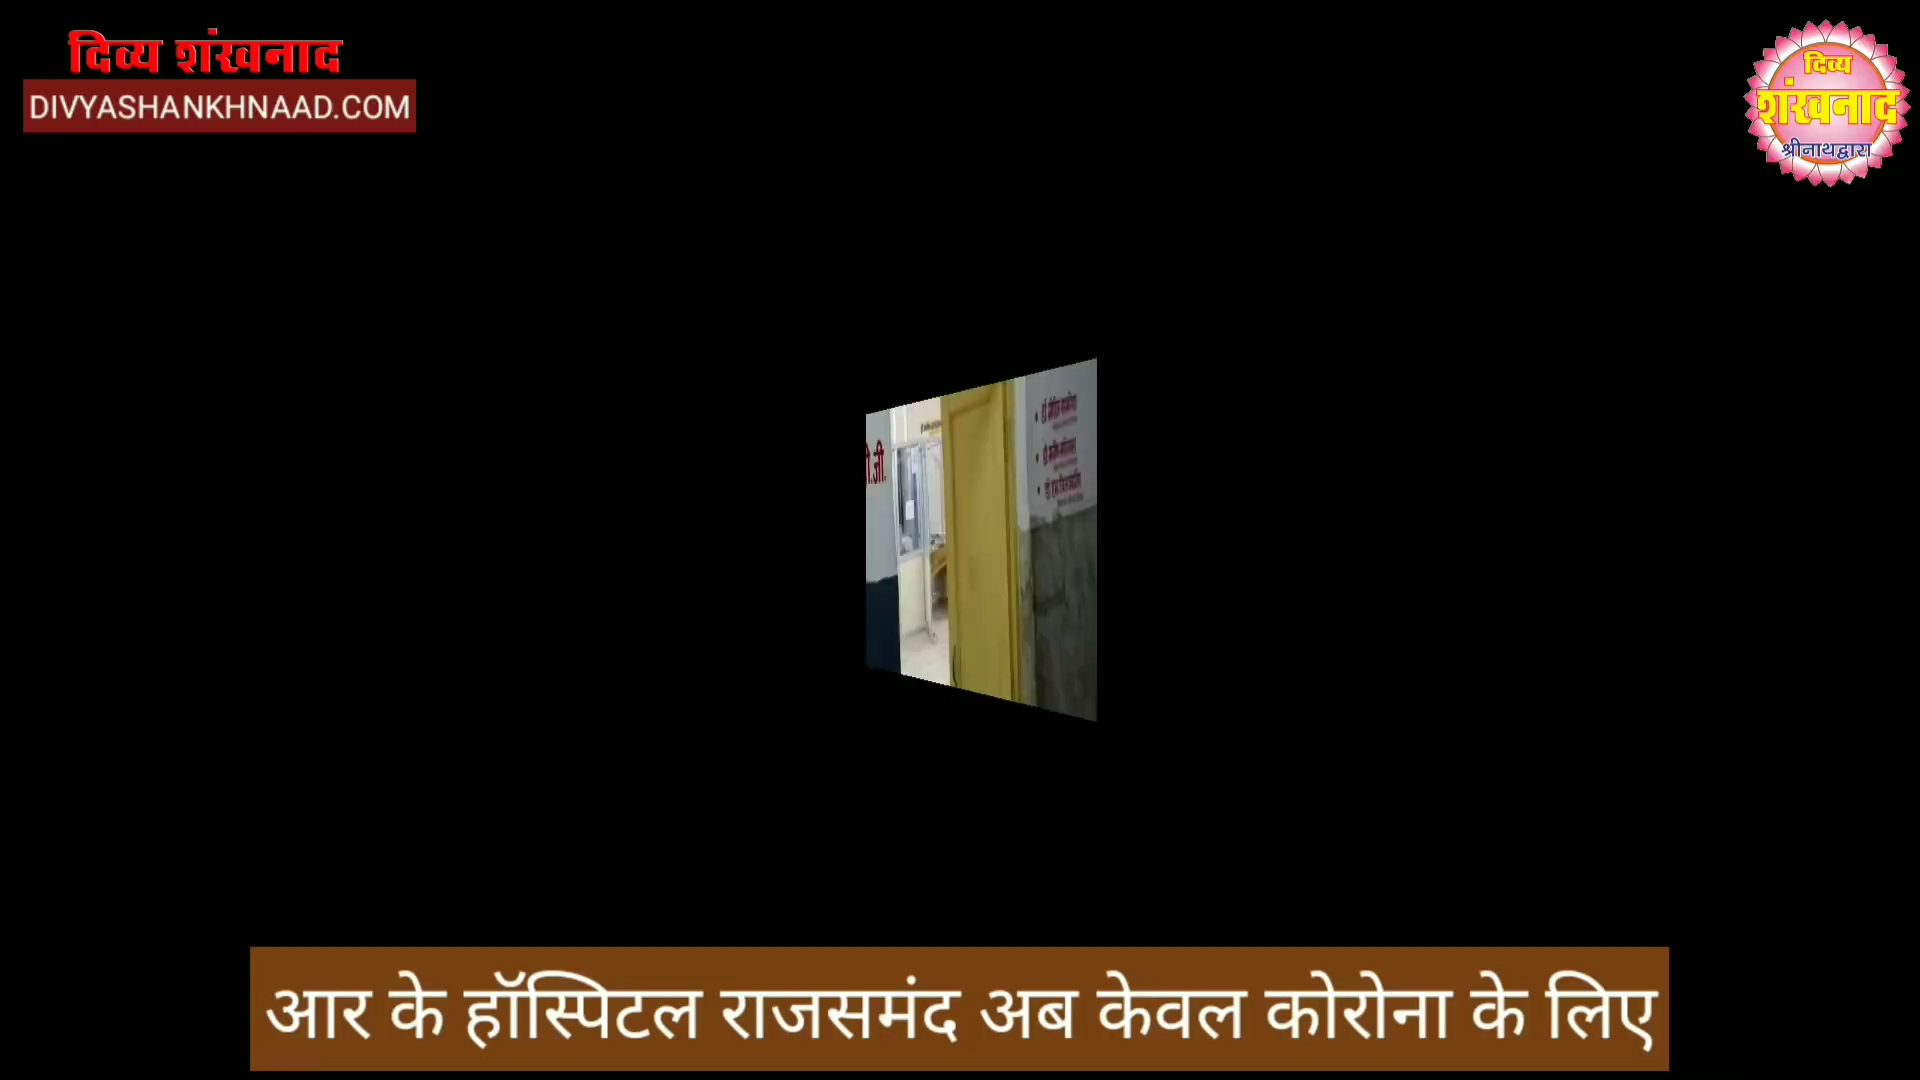 दिव्य शंखनाद
DIVYASHANKHNAAD.COM
दिव्य
शंखनाद
श्रीनाथद्वारा
आर के हॉस्पिटल राजसमंद अब केवल कोरोना के लिए